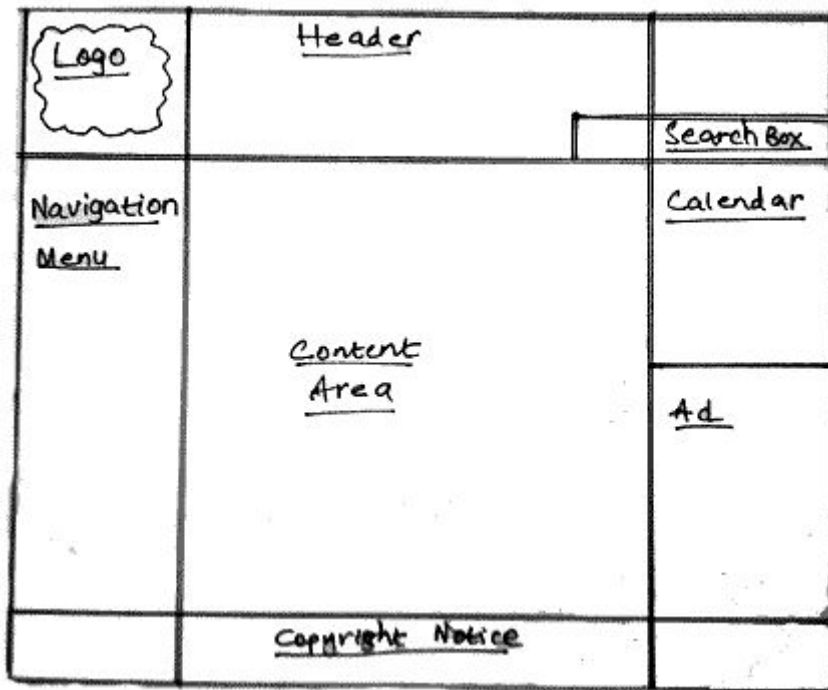 Logo
Header
Search Box
Navigation
Menu
Calendar
Content
Area
Ad
Copyright Notice